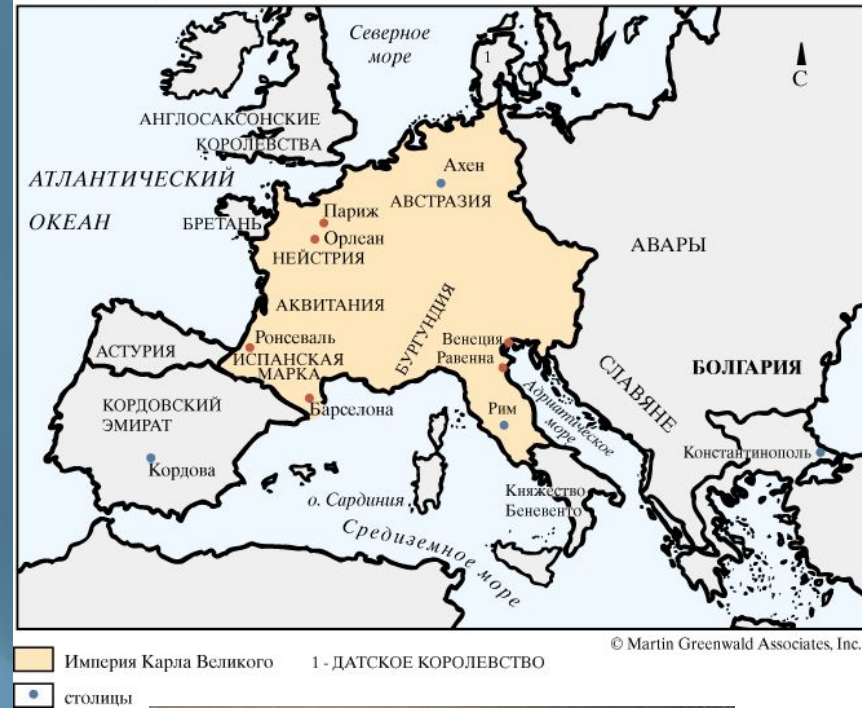 Северное
море
1
С
АНГЛОСАКСОНСКИЕ
КОРОЛЕВСТВА
АТЛАНТИЧЕСКИЙ
ОКЕАН
Ахен
АВСТРАЗИЯ
Париж
БРЕТАНЬ
Орлеан
НЕЙСТРИЯ
АВАРЫ
АКВИТАНИЯ
БУРГУНДИЯ
Ронсеваль
Венеция
Равенна
АСТУРИЯ
ИСПАНСКАЯ
МАРКА
БОЛГАРИЯ
СЛАВЯНЕ
КОРДОВСКИЙ
ЭМИРАТ
Барселона
Рим
Адриатическое
море
Константинополь
Кордова
о. Сардиния
Княжество
Беневенто
Средиземное море
© Martin Greenwald Associates, Inc.
Империя Карла Великого
1 - ДАТСКОЕ КОРОЛЕВСТВО
столицы